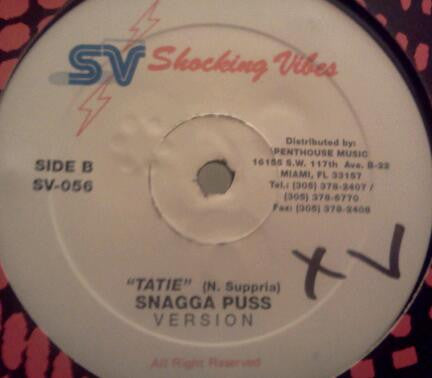 SV Shocking Vibes
SIDE B
SV-056
Distributed by:
PENTHOUSE MUSIC
16155 S.W. 117th Ave. B-22
MIAMI, FL 33157
Tel.: (305) 378-2407 /
(305) 378-6770
Fax: (305) 378-2408
XV
"TATIE" (N. Suppria)
SNAGGA PUSS
VERSION
All Right Reserved